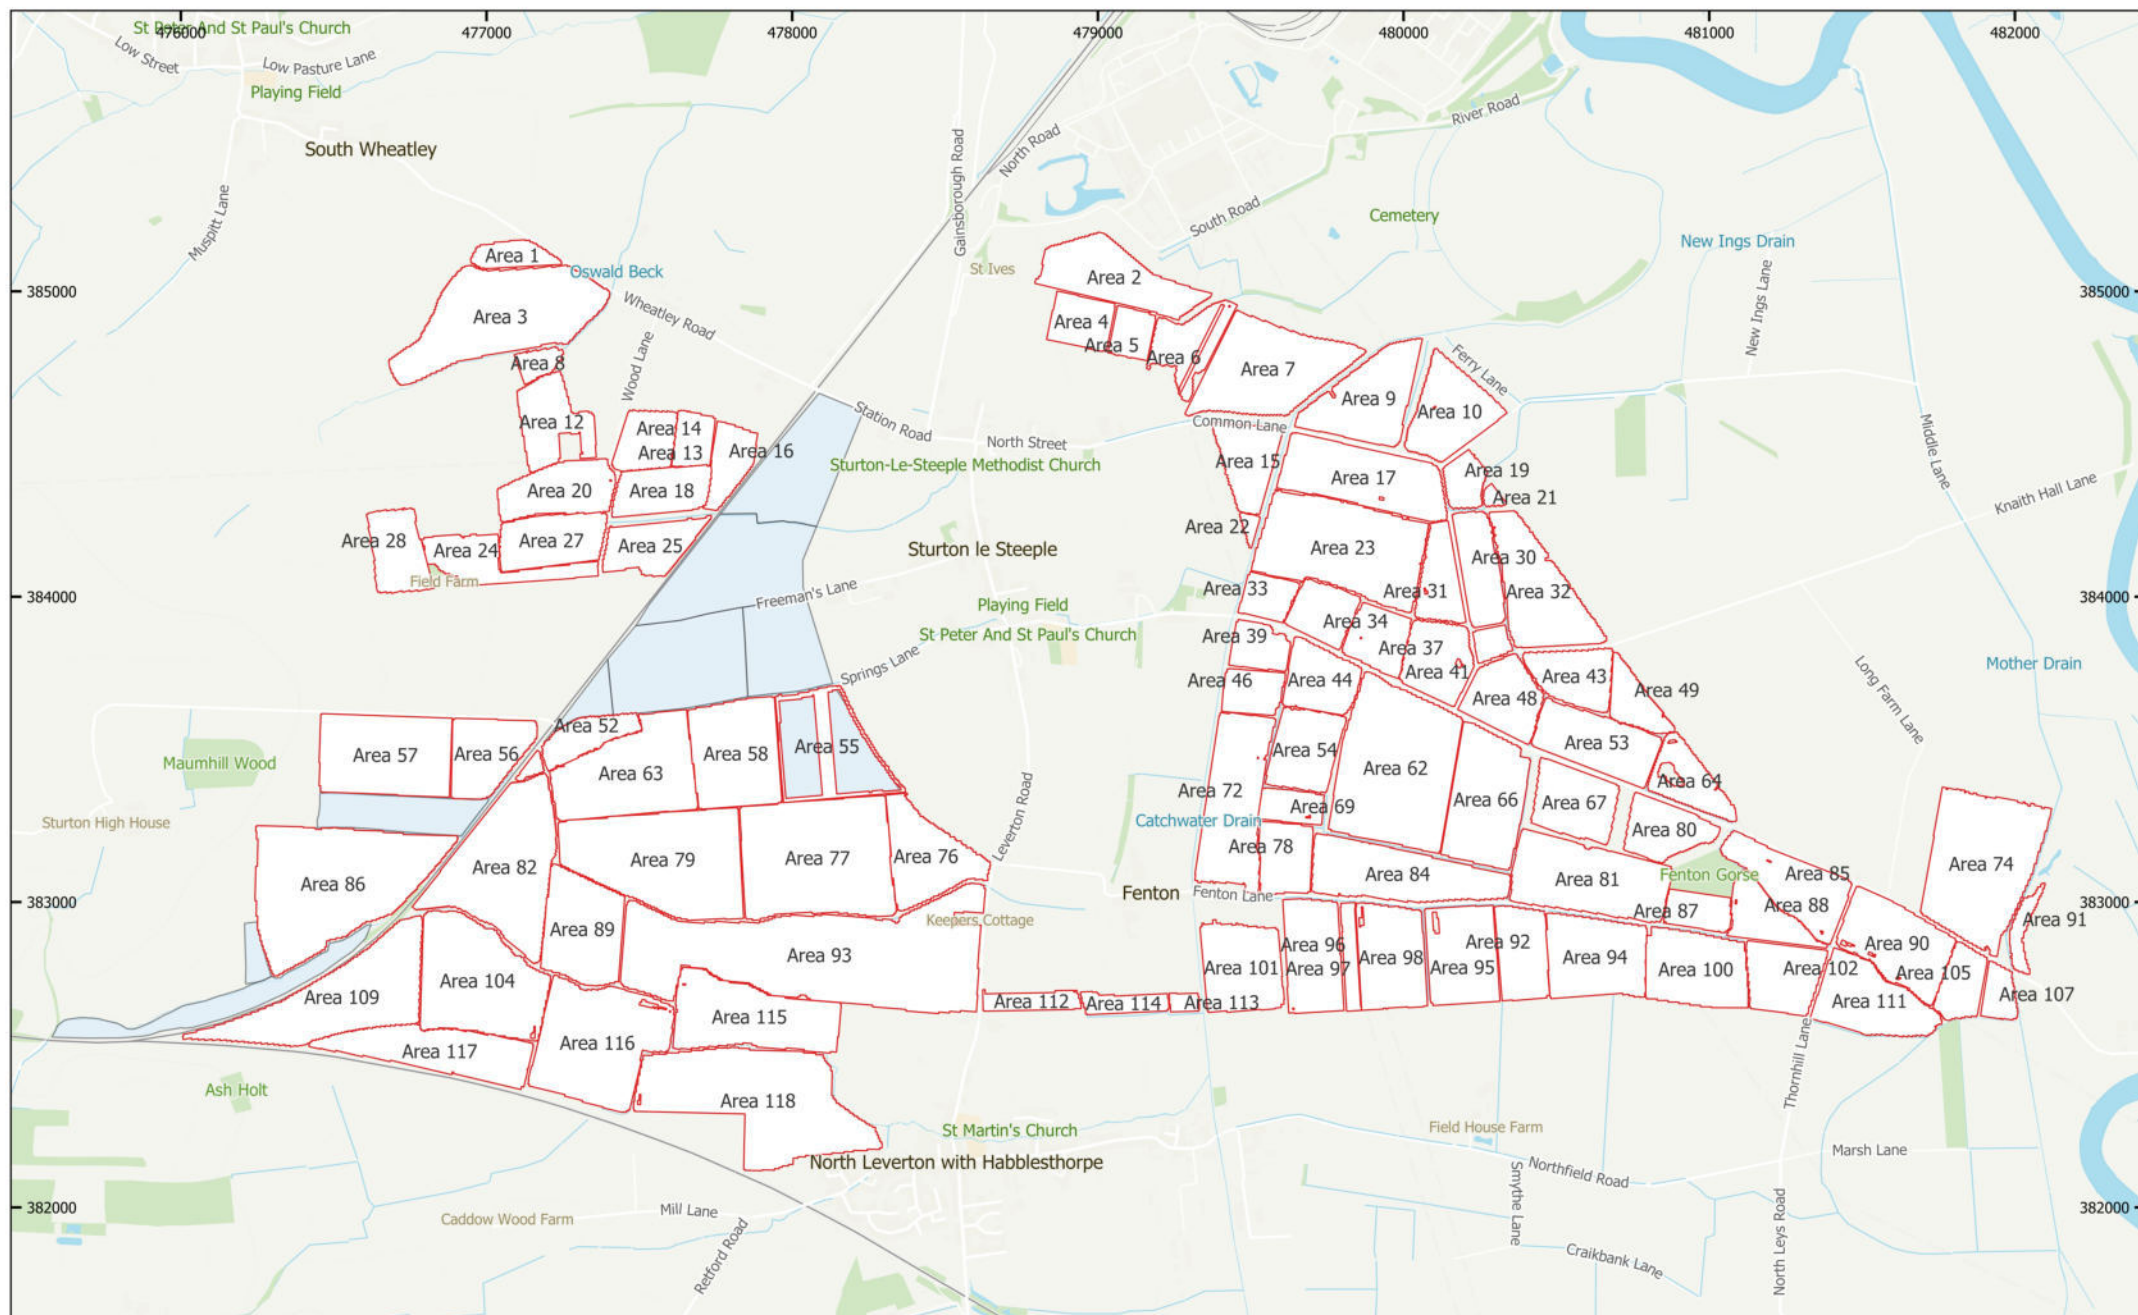 St Peter And St Paul's Church
476000
477000
478000
479000
480000
481000
482000
Low Street
Low Pasture Lane
Playing Field
South Wheatley
Muspitt Lane
Gainsborough Road
North Road
River Road
South Road
Cemetery
New Ings Drain
New Ings Lane
St Ives
Area 1
Oswald Beck
Area 2
385000
385000
Area 3
Wheatley Road
Wood Lane
Area 4
Area 5
Area 6
Area 7
Area 8
Ferry Lane
Area 9
Area 10
Middle Lane
Area 12
Area 14
Area 13
Area 16
Station Road
North Street
Common Lane
Sturton-Le-Steeple Methodist Church
Area 15
Area 17
Area 19
Area 21
Knaith Hall Lane
Area 20
Area 18
Area 22
Area 28
Area 24
Area 27
Area 25
Sturton le Steeple
Area 23
Area 30
Field Farm
Freeman's Lane
Area 33
Area 31
Area 32
384000
384000
Playing Field
St Peter And St Paul's Church
Area 34
Area 39
Area 37
Area 41
Springs Lane
Area 46
Area 44
Area 48
Area 43
Area 49
Long Farm Lane
Mother Drain
Area 52
Area 55
Area 57
Area 56
Area 63
Area 58
Area 54
Area 53
Maumhill Wood
Area 62
Area 64
Area 72
Area 66
Area 67
Area 69
Leverton Road
Sturton High House
Catchwater Drain
Area 80
Area 78
Area 86
Area 82
Area 79
Area 77
Area 76
Area 84
Area 81
Fenton Gorse
Area 85
Area 74
Fenton
Fenton Lane
383000
383000
Area 87
Area 88
Area 91
Keepers Cottage
Area 89
Area 93
Area 96
Area 97
Area 98
Area 92
Area 95
Area 94
Area 90
Area 101
Area 100
Area 102
Area 105
Area 104
Area 109
Area 112
Area 114
Area 113
Area 107
Area 111
Area 115
Area 116
Area 117
Thornhill Lane
Ash Holt
Area 118
St Martin's Church
Field House Farm
North Leverton with Habblesthorpe
Marsh Lane
Northfield Road
Smythe Lane
382000
382000
Caddow Wood Farm
Mill Lane
Retford Road
Craikbank Lane
North Leys Road